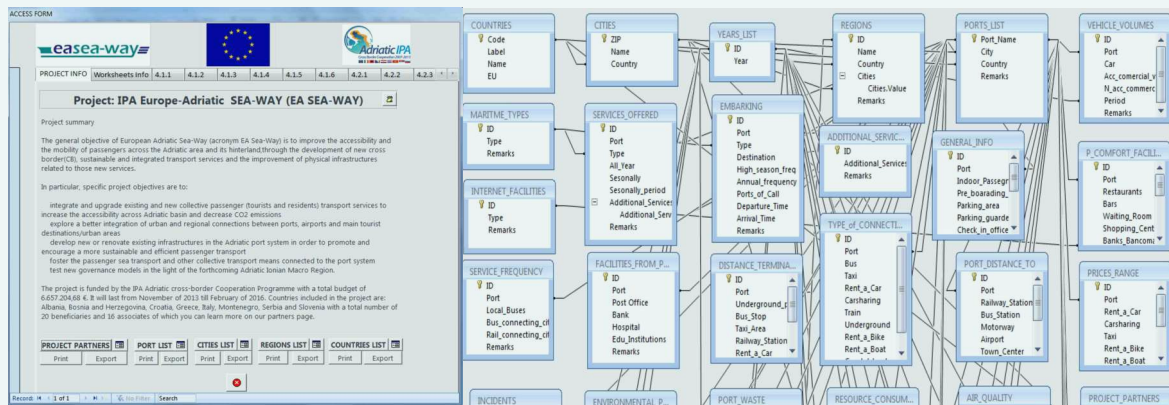 ACCESS FORM
easea-way
Adriatic IPA
PROJECT INFO Worksheets Info 4.1.1 4.1.2 4.1.3 4.1.4 4.1.5 4.1.6 4.2.1 4.2.2 4.2.3
Project: IPA Europe-Adriatic SEA-WAY (EA SEA-WAY)
Project summary
The general objective of European Adriatic Sea-Way (acronym EA Sea-Way) is to improve the accessibility and
the mobility of passengers across the Adriatic area and its hinterland,through the development of new cross
border(CB), sustainable and integrated transport services and the improvement of physical infrastructures
related to those new services.
In particular, specific project objectives are to:
integrate and upgrade existing and new collective passenger (tourists and residents) transport services to
increase the accessibility across Adriatic basin and decrease CO2 emissions
explore a better integration of urban and regional connections between ports, airports and main tourist
destinations/urban areas
develop new or renovate existing infrastructures in the Adriatic port system in order to promote and
encourage a more sustainable and efficient passenger transport
foster the passenger sea transport and other collective transport means connected to the port system
test new governance models in the light of the forthcoming Adriatic Ionian Macro Region.
The project is funded by the IPA Adriatic cross-border Cooperation Programme with a total budget of
6.657.204,68 €. It will last from November of 2013 till February of 2016. Countries included in the project are:
Albania, Bosnia and Herzegovina, Croatia, Greece, Italy, Montenegro, Serbia and Slovenia with a total number of
20 beneficiaries and 16 associates of which you can learn more on our partners page.
PROJECT PARTNERS PORT LIST CITIES LIST REGIONS LIST COUNTRIES LIST
Print Export Print Export Print Export Print Export Print Export
Record: 1 of 1 No Filter Search
COUNTRIES
Code
Label
Name
EU
CITIES
ZIP
Name
Country
YEARS_LIST
ID
Year
REGIONS
ID
Name
Country
Cities
Cities.Value
Remarks
PORTS_LIST
Port_Name
City
Country
Remarks
VEHICLE_VOLUMES
ID
Port
Car
Acc_comercial_v
N_acc_commerc
Period
Remarks
MARITME_TYPES
ID
Type
Remarks
SERVICES_OFFERED
ID
Port
Type
All_Year
Sesonally
Sesonally_period
Additional_Services
Additional_Serv
Remarks
EMBARKING
ID
Port
Type
Destination
High_season_freq
Annual_frequency
Ports_of_Call
Departure_Time
Arrival_Time
Remarks
ADDITIONAL_SERVIC...
ID
Additional_Services
Remarks
GENERAL_INFO
ID
Port
Indoor_Passegr
Pre_boarading_
Parking_area
Parking_guarde
Check_in_office
P_COMFORT_FACILI...
ID
Port
Restaurants
Bars
Waiting_Room
Shopping_Cent
Banks_Bancoma
INTERNET_FACILITIES
ID
Type
Remarks
SERVICE_FREQUENCY
ID
Port
Local_Buses
Bus_connecting_cit
Rail_connecting_cit
Remarks
FACILITIES_FROM_P...
ID
Port
Post Office
Bank
Hospital
Edu_Institutions
Remarks
DISTANCE_TERMINA...
ID
Port
Underground_p
Bus_Stop
Taxi_Area
Railway_Station
Rent_a_Car
TYPE_of_CONNECTI...
ID
Port
Bus
Taxi
Rent_a_Car
Carsharing
Train
Underground
Rent_a_Bike
Rent_a_Boat
PORT_DISTANCE_TO
ID
Port
Railway_Station
Bus_Station
Motorway
Airport
Town_Center
PRICES_RANGE
ID
Port
Rent_a_Car
Carsharing
Taxi
Rent_a_Bike
Rent_a_Boat
INCIDENTS
ENVIRONMENTAL_P...
PORT_WASTE
RESOURCE_CONSUM...
AIR_QUALITY
PROJECT_PARTNERS